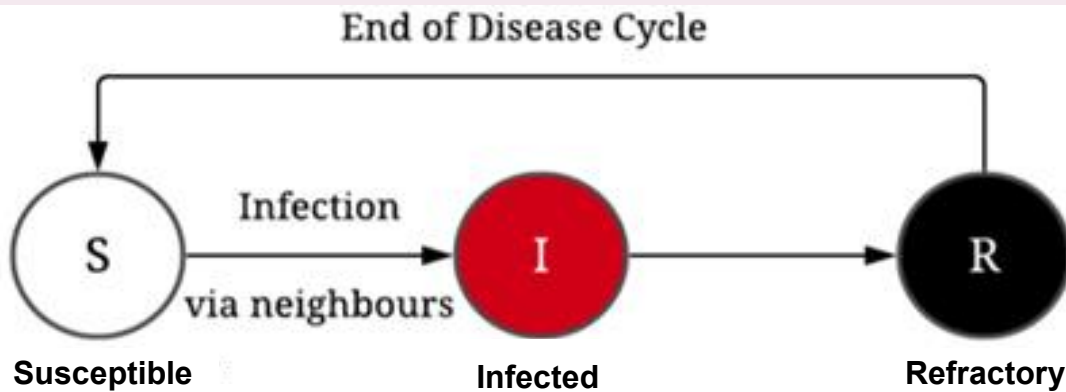 End of Disease Cycle
Infection
S
I
R
via neighbours
Susceptible
Infected
Refractory